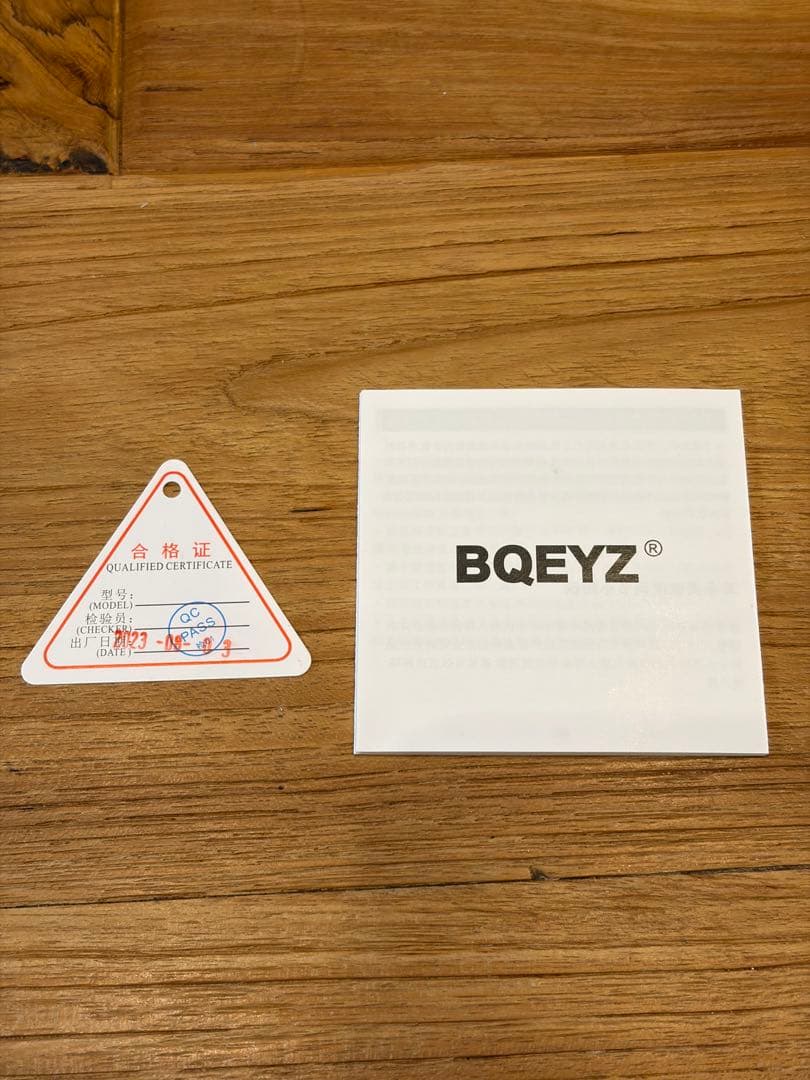 合格证
QUALIFIED CERTIFICATE
型号:
(MODEL)
检验员:
(CHECKER)
QC
PASS
出厂日期:
(DATE)
BQEYZ®